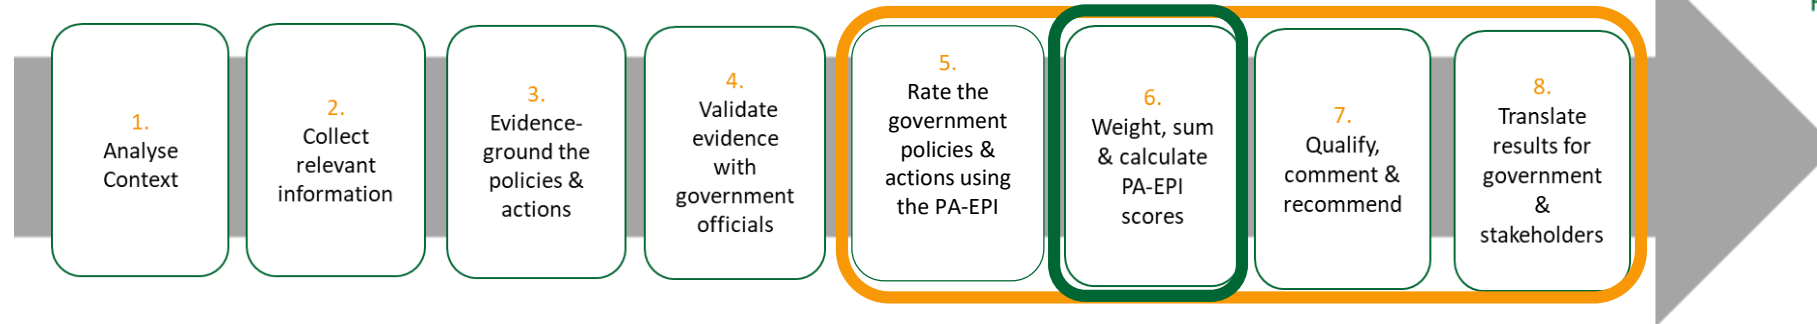 1.
Analyse
Context
2.
Collect
relevant
information
3.
Evidence-
ground the
policies &
actions
4.
Validate
evidence
with
government
officials
5.
Rate the
government
policies &
actions using
the PA-EPI
6.
Weight, sum
& calculate
PA-EPI
scores
7.
Qualify,
comment &
recommend
8.
Translate
results for
government
&
stakeholders